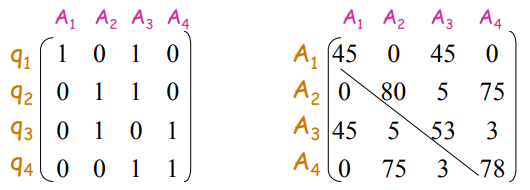 A1 A2 A3 A4 A1 A2 A3 A4
q1 1 0 1 0 A1 45 0 45 0
q2 0 1 1 0 A2 0 80 5 75
q3 0 1 0 1 A3 45 5 53 3
q4 0 0 1 1 A4 0 75 3 78